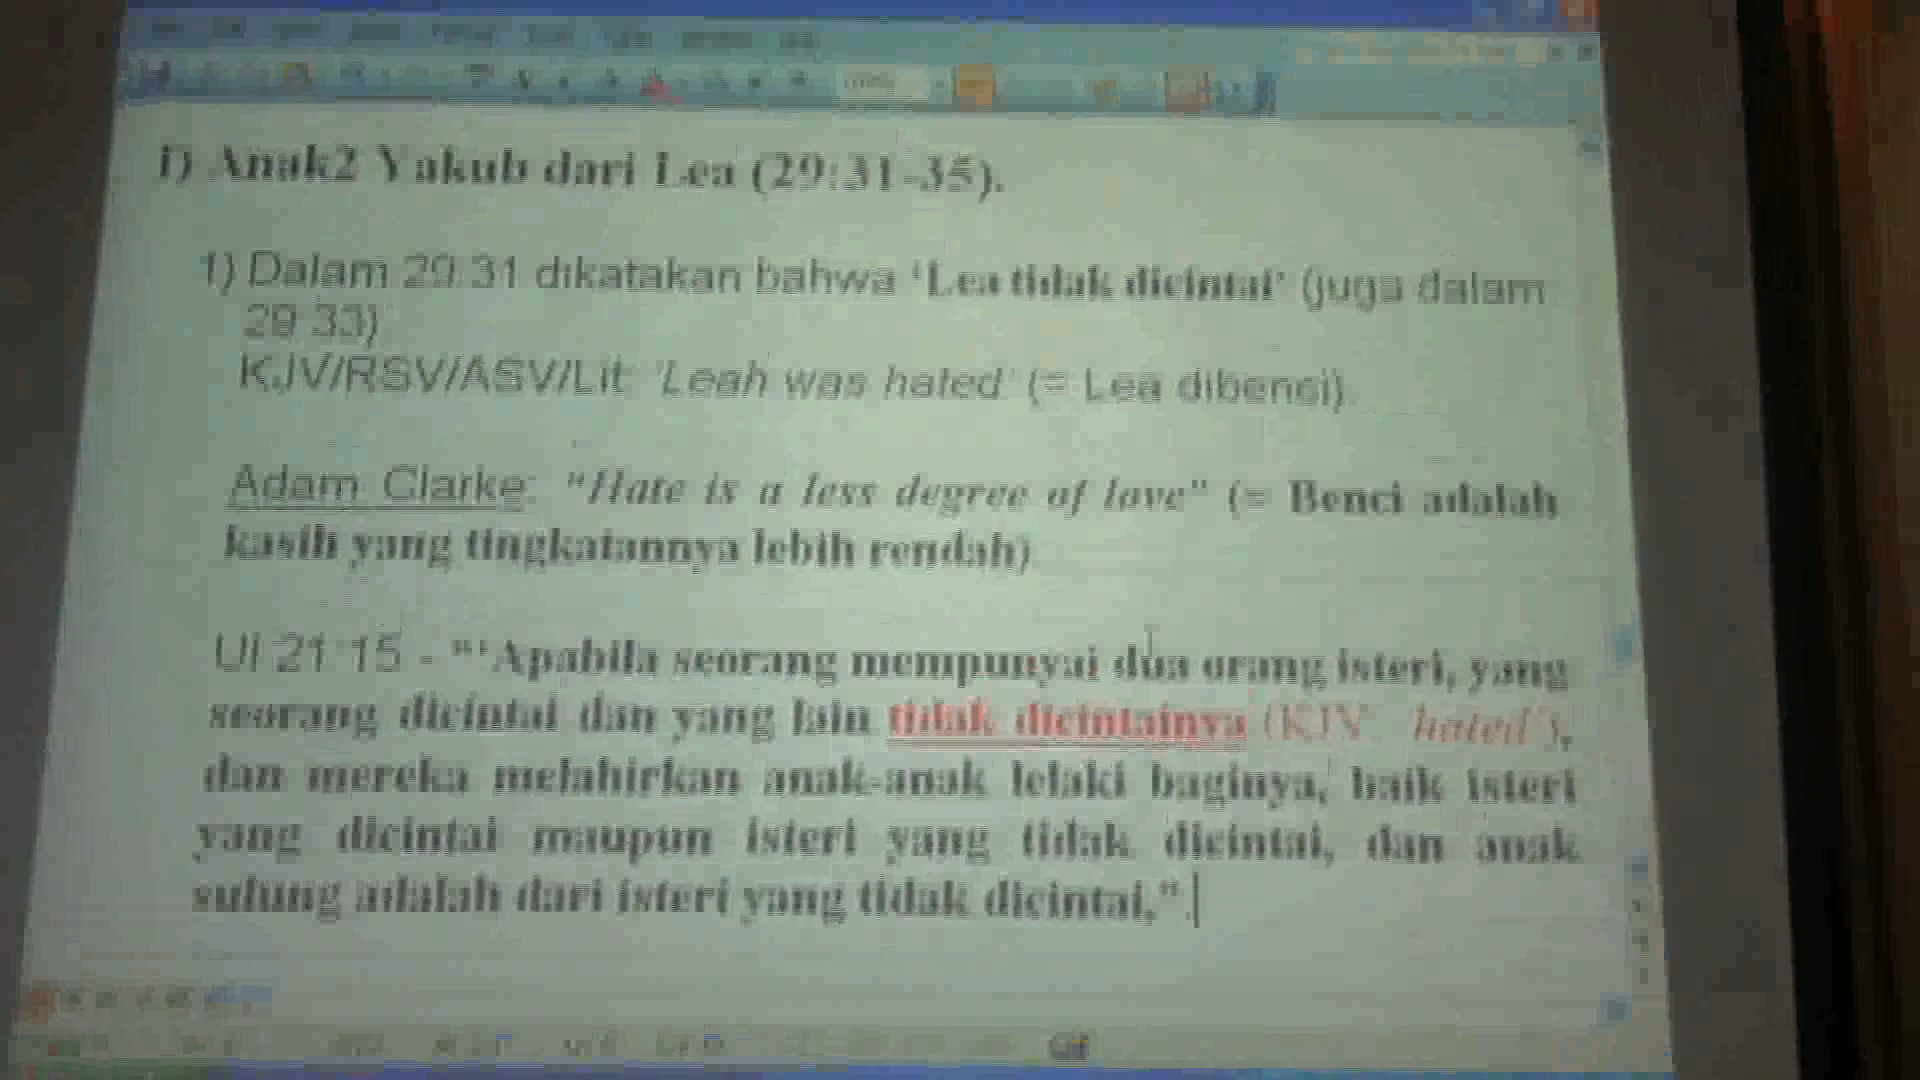 i) Anak2 Yakub dari Lea (29:31-35).
1) Dalam 29:31 dikatakan bahwa 'Lea tidak dicintai' (juga dalam
29:33)
KJV/RSV/ASV/Lit: 'Leah was hated' (= Lea dibenci).
Adam Clarke: "Hate is a less degree of love" (= Benci adalah
kasih yang tingkatannya lebih rendah).
Ul 21:15 - "'Apabila seorang mempunyai dua orang isteri, yang
seorang dicintai dan yang lain tidak dicintainya (KJV: 'hated'),
dan mereka melahirkan anak-anak lelaki baginya, baik isteri
yang dicintai maupun isteri yang tidak dicintai, dan anak
sulung adalah dari isteri yang tidak dicintai,".